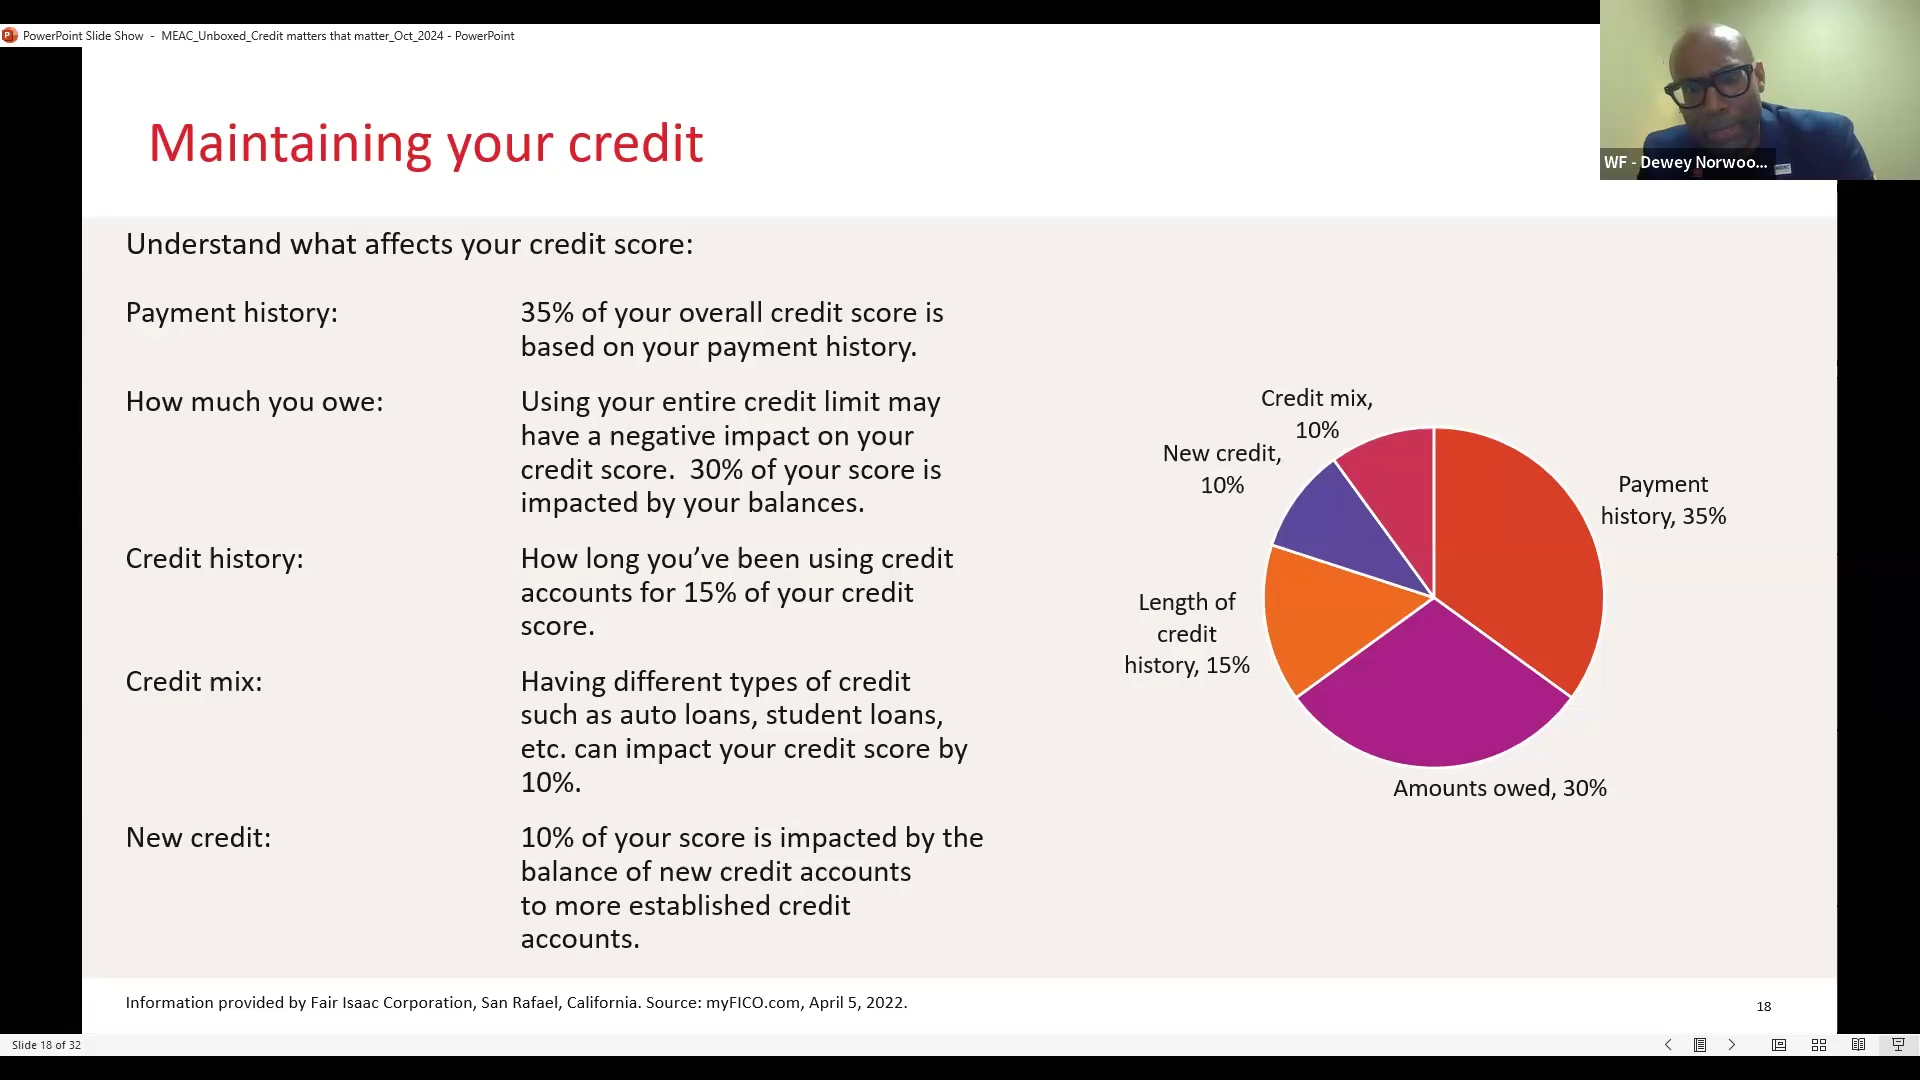 PowerPoint Slide Show - MEAC_Unboxed_Credit matters that matter_Oct_2024 - PowerPoint
WF - Dewey Norwoo...
Maintaining your credit
Understand what affects your credit score:
Payment history:
35% of your overall credit score is
based on your payment history.
How much you owe:
Using your entire credit limit may
have a negative impact on your
credit score.  30% of your score is
impacted by your balances.
Credit history:
How long you’ve been using credit
accounts for 15% of your credit
score.
Credit mix:
Having different types of credit
such as auto loans, student loans,
etc. can impact your credit score by
10%.
New credit:
10% of your score is impacted by the
balance of new credit accounts
to more established credit
accounts.
Credit mix,
10%
New credit,
10%
Payment
history, 35%
Length of
credit
history, 15%
Amounts owed, 30%
Information provided by Fair Isaac Corporation, San Rafael, California. Source: myFICO.com, April 5, 2022.
18
Slide 18 of 32